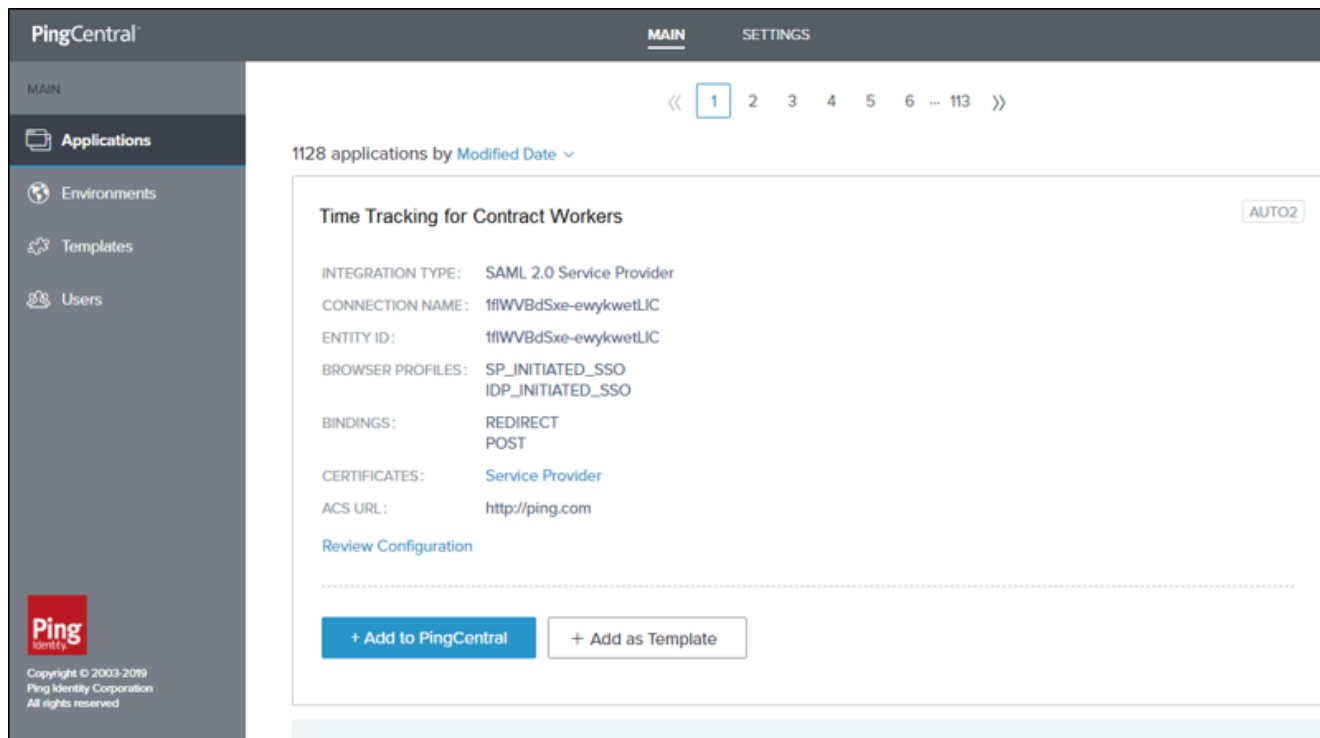 PingCentral
MAIN
SETTINGS
MAIN
Applications
Environments
Templates
Users
Ping
Identity.
Copyright © 2003-2019
Ping Identity Corporation
All rights reserved
« 1 2 3 4 5 6 ... 113 »
1128 applications by Modified Date
Time Tracking for Contract Workers
AUTO2
INTEGRATION TYPE: SAML 2.0 Service Provider
CONNECTION NAME: 1flWVBdSxe-ewykwetLIC
ENTITY ID: 1flWVBdSxe-ewykwetLIC
BROWSER PROFILES: SP_INITIATED_SSO
IDP_INITIATED_SSO
BINDINGS: REDIRECT
POST
CERTIFICATES: Service Provider
ACS URL: http://ping.com
Review Configuration
+ Add to PingCentral
+ Add as Template